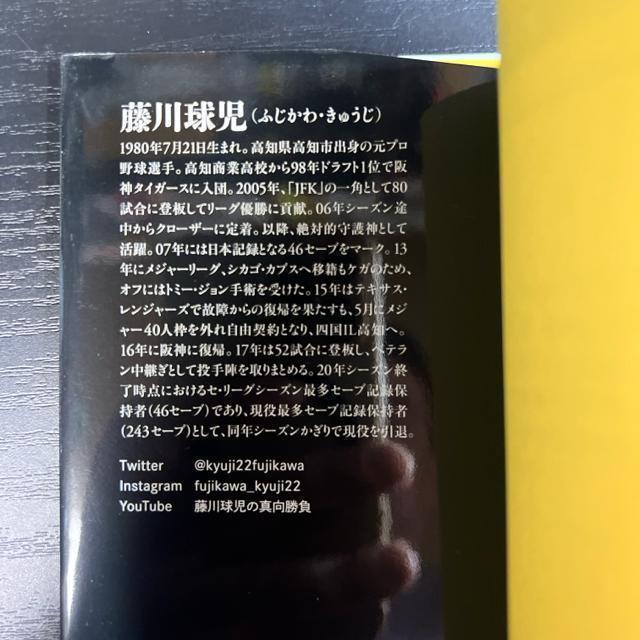 藤川球児(ふじかわ・きゅうじ)
1980年7月21日生まれ。高知県高知市出身の元プロ
野球選手。高知商業高校から98年ドラフト1位で阪
神タイガースに入団。2005年、「JFK」の一角として80
試合に登板してリーグ優勝に貢献。06年シーズン途
中からクローザーに定着。以降、絶対的守護神として
活躍。07年には日本記録となる46セーブをマーク。13
年にメジャーリーグ、シカゴ・カブスへ移籍もケガのため、
オフにはトミー・ジョン手術を受けた。15年はテキサス・
レンジャーズで故障からの復帰を果たすも、5月にメジ
ャー40人枠を外れ自由契約となり、四国IL高知へ。
16年に阪神に復帰。17年は52試合に登板し、ベテラ
ン中継ぎとして投手陣を取りまとめる。20年シーズン終
了時点におけるセ・リーグシーズン最多セーブ記録保
持者(46セーブ)であり、現役最多セーブ記録保持者
(243セーブ)として、同年シーズンかぎりで現役を引退。
Twitter @kyuji22fujikawa
Instagram fujikawa_kyuji22
YouTube 藤川球児の真向勝負